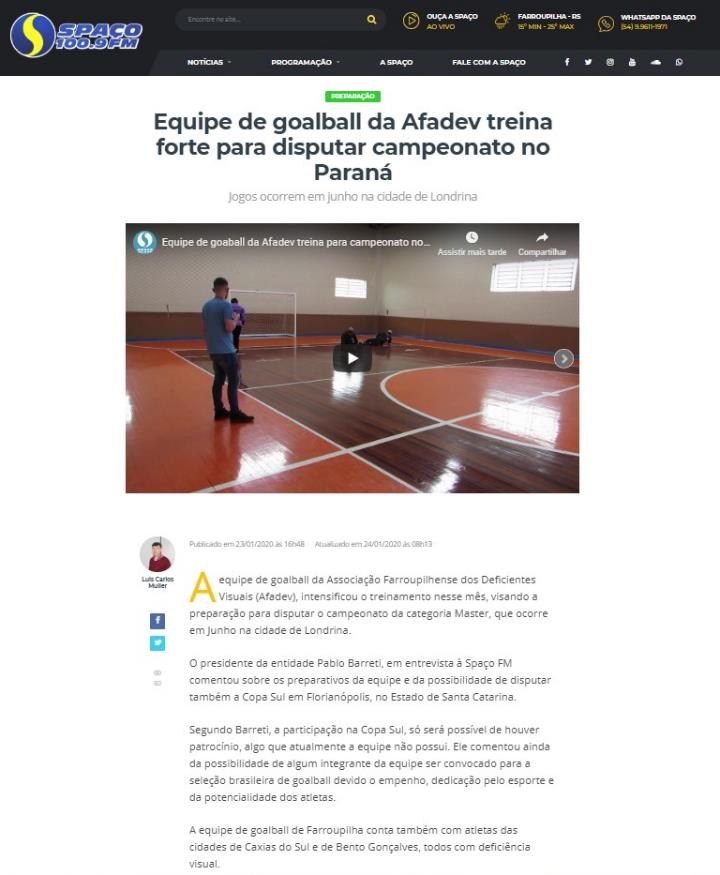 SPAÇO
100.9FM
Encontre no site...
OUÇA A SPAÇO
AO VIVO
FARROUPILHA - RS
15º MIN - 25º MAX
WHATSAPP DA SPAÇO
(54) 9.9611-1971
NOTÍCIAS
PROGRAMAÇÃO
A SPAÇO
FALE COM A SPAÇO
PREPARAÇÃO
Equipe de goalball da Afadev treina
forte para disputar campeonato no
Paraná
Jogos ocorrem em junho na cidade de Londrina
Equipe de goaball da Afadev treina para campeonato no...
Assistir mais tarde
Compartilhar
Publicado em 23/01/2020 às 16h48 Atualizado em 24/01/2020 às 08h13
Luis Carlos
Muller
A equipe de goalball da Associação Farroupilhense dos Deficientes
Visuais (Afadev), intensificou o treinamento nesse mês, visando a
preparação para disputar o campeonato da categoria Master, que ocorre
em Junho na cidade de Londrina.
O presidente da entidade Pablo Barreti, em entrevista à Spaço FM
comentou sobre os preparativos da equipe e da possibilidade de disputar
também a Copa Sul em Florianópolis, no Estado de Santa Catarina.
Segundo Barreti, a participação na Copa Sul, só será possível de houver
patrocínio, algo que atualmente a equipe não possui. Ele comentou ainda
da possibilidade de algum integrante da equipe ser convocado para a
seleção brasileira de goalball devido o empenho, dedicação pelo esporte e
da potencialidade dos atletas.
A equipe de goalball de Farroupilha conta também com atletas das
cidades de Caxias do Sul e de Bento Gonçalves, todos com deficiência
visual.